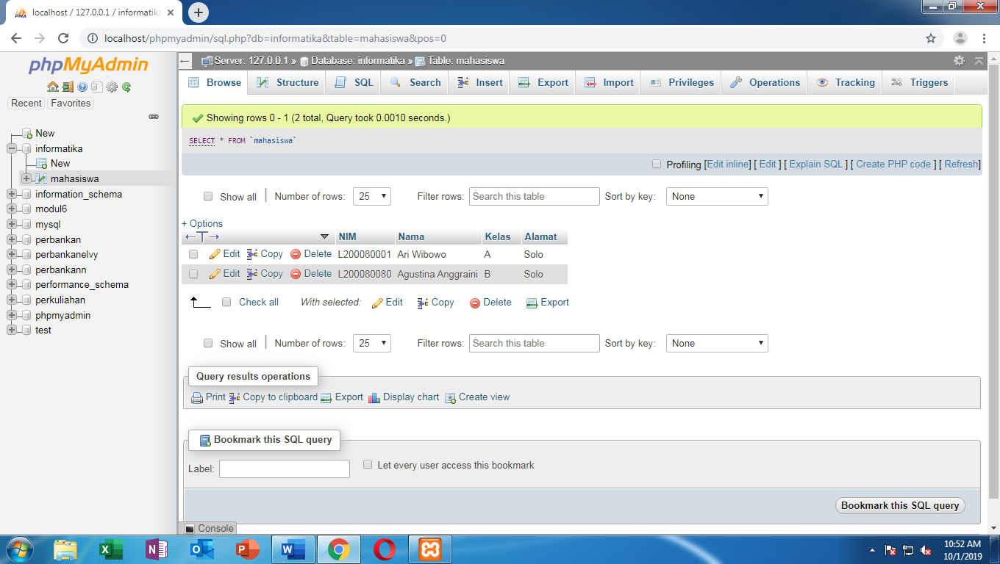 localhost / 127.0.0.1 / informatika
localhost/phpmyadmin/sql.php?db=informatika&table=mahasiswa&pos=0
phpMyAdmin
Recent Favorites
New
informatika
New
mahasiswa
information_schema
modul6
mysql
perbankan
perbankanelvy
perbankann
performance_schema
perkuliahan
phpmyadmin
test
Server: 127.0.0.1 » Database: informatika » Table: mahasiswa
Browse Structure SQL Search Insert Export Import Privileges Operations Tracking Triggers
Showing rows 0 - 1 (2 total, Query took 0.0010 seconds.)
SELECT * FROM `mahasiswa`
Profiling [Edit inline] [ Edit ] [ Explain SQL ] [ Create PHP code ] [ Refresh]
Show all | Number of rows: 25 Filter rows: Search this table Sort by key: None
+ Options
←T→ NIM Nama Kelas Alamat
Edit Copy Delete L200080001 Ari Wibowo A Solo
Edit Copy Delete L200080080 Agustina Anggraini B Solo
Check all With selected: Edit Copy Delete Export
Show all | Number of rows: 25 Filter rows: Search this table Sort by key: None
Query results operations
Print Copy to clipboard Export Display chart Create view
Bookmark this SQL query
Label: Let every user access this bookmark
Bookmark this SQL query
Console
10:52 AM
10/1/2019